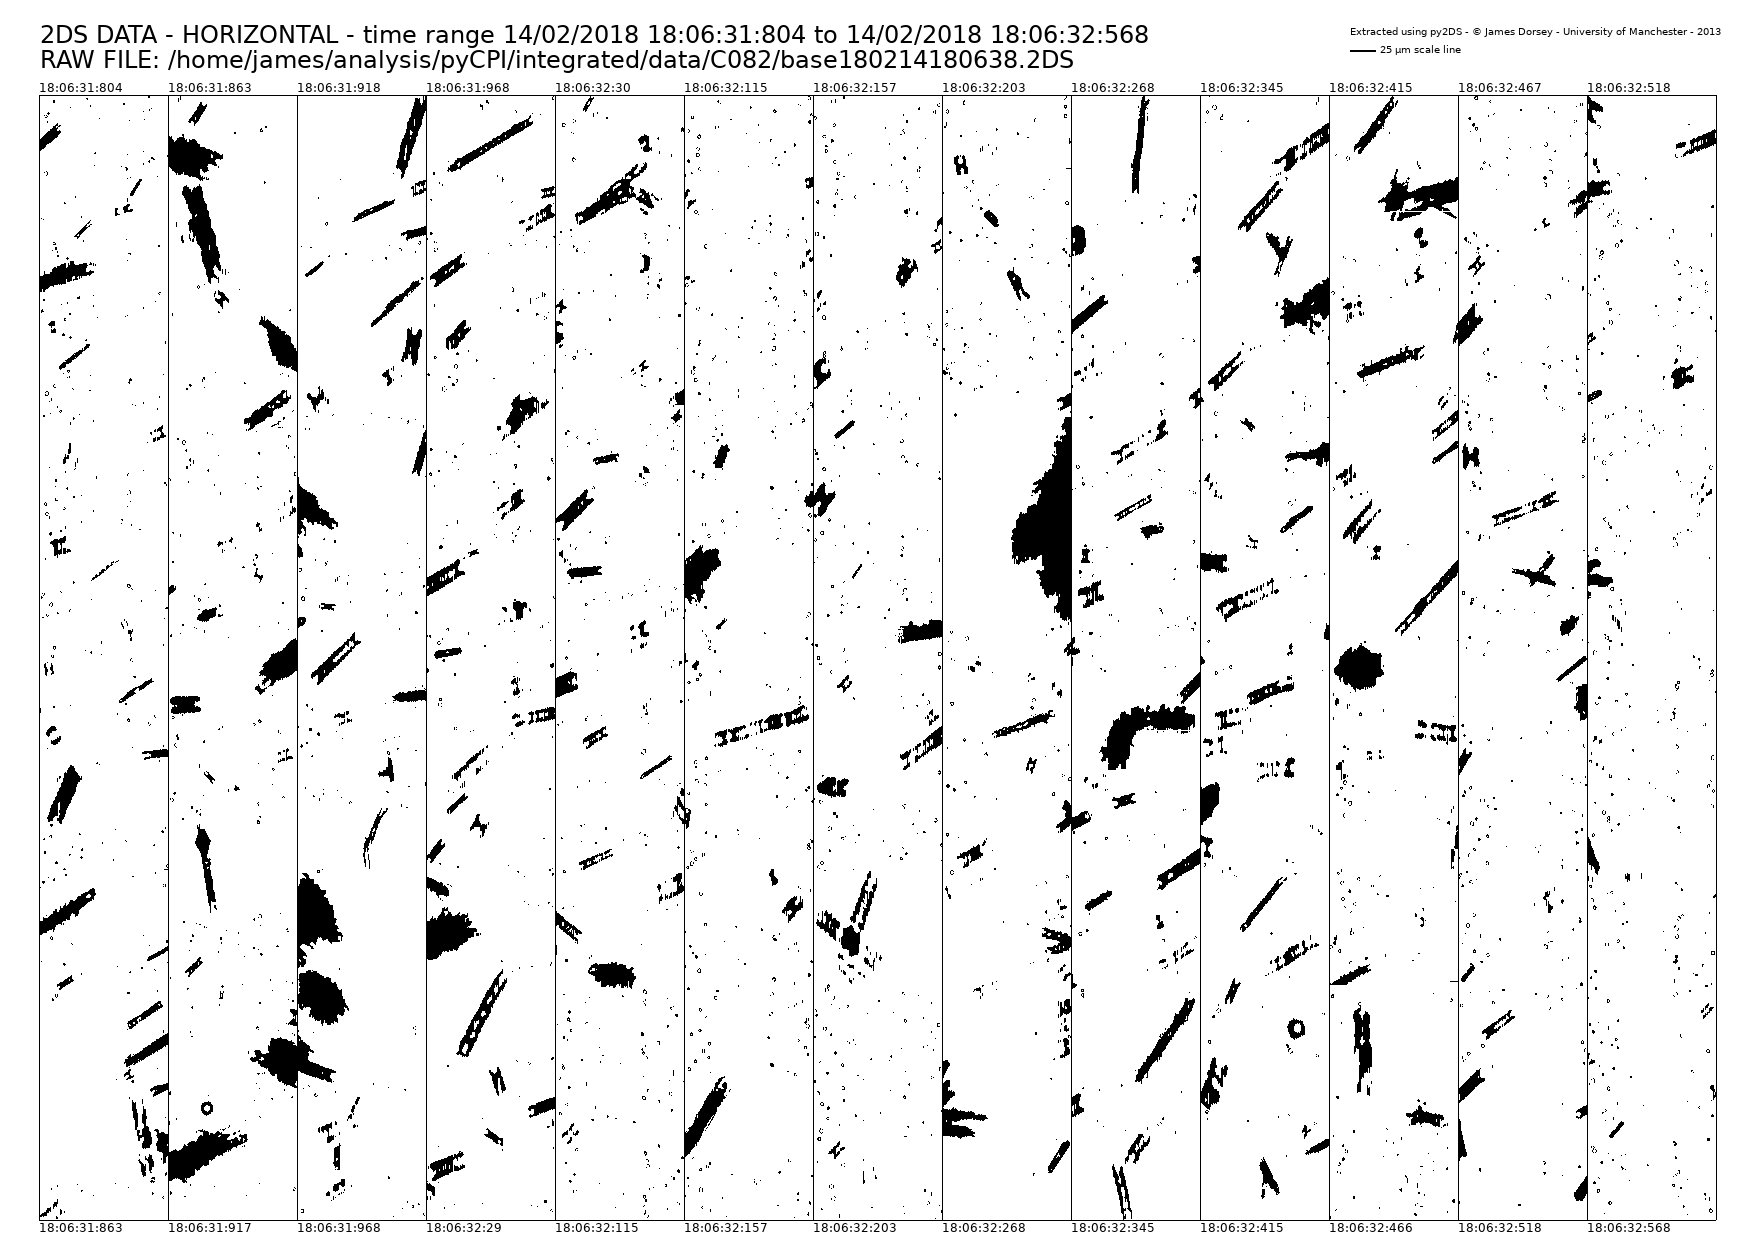 2DS DATA - HORIZONTAL - time range 14/02/2018 18:06:31:804 to 14/02/2018 18:06:32:568
RAW FILE: /home/james/analysis/pyCPI/integrated/data/C082/base180214180638.2DS
Extracted using py2DS - © James Dorsey - University of Manchester - 2013
25 µm scale line
18:06:31:804 18:06:31:863 18:06:31:918 18:06:31:968 18:06:32:30 18:06:32:115 18:06:32:157 18:06:32:203 18:06:32:268 18:06:32:345 18:06:32:415 18:06:32:467 18:06:32:518
18:06:31:863 18:06:31:917 18:06:31:968 18:06:32:29 18:06:32:115 18:06:32:157 18:06:32:203 18:06:32:268 18:06:32:345 18:06:32:415 18:06:32:466 18:06:32:518 18:06:32:568